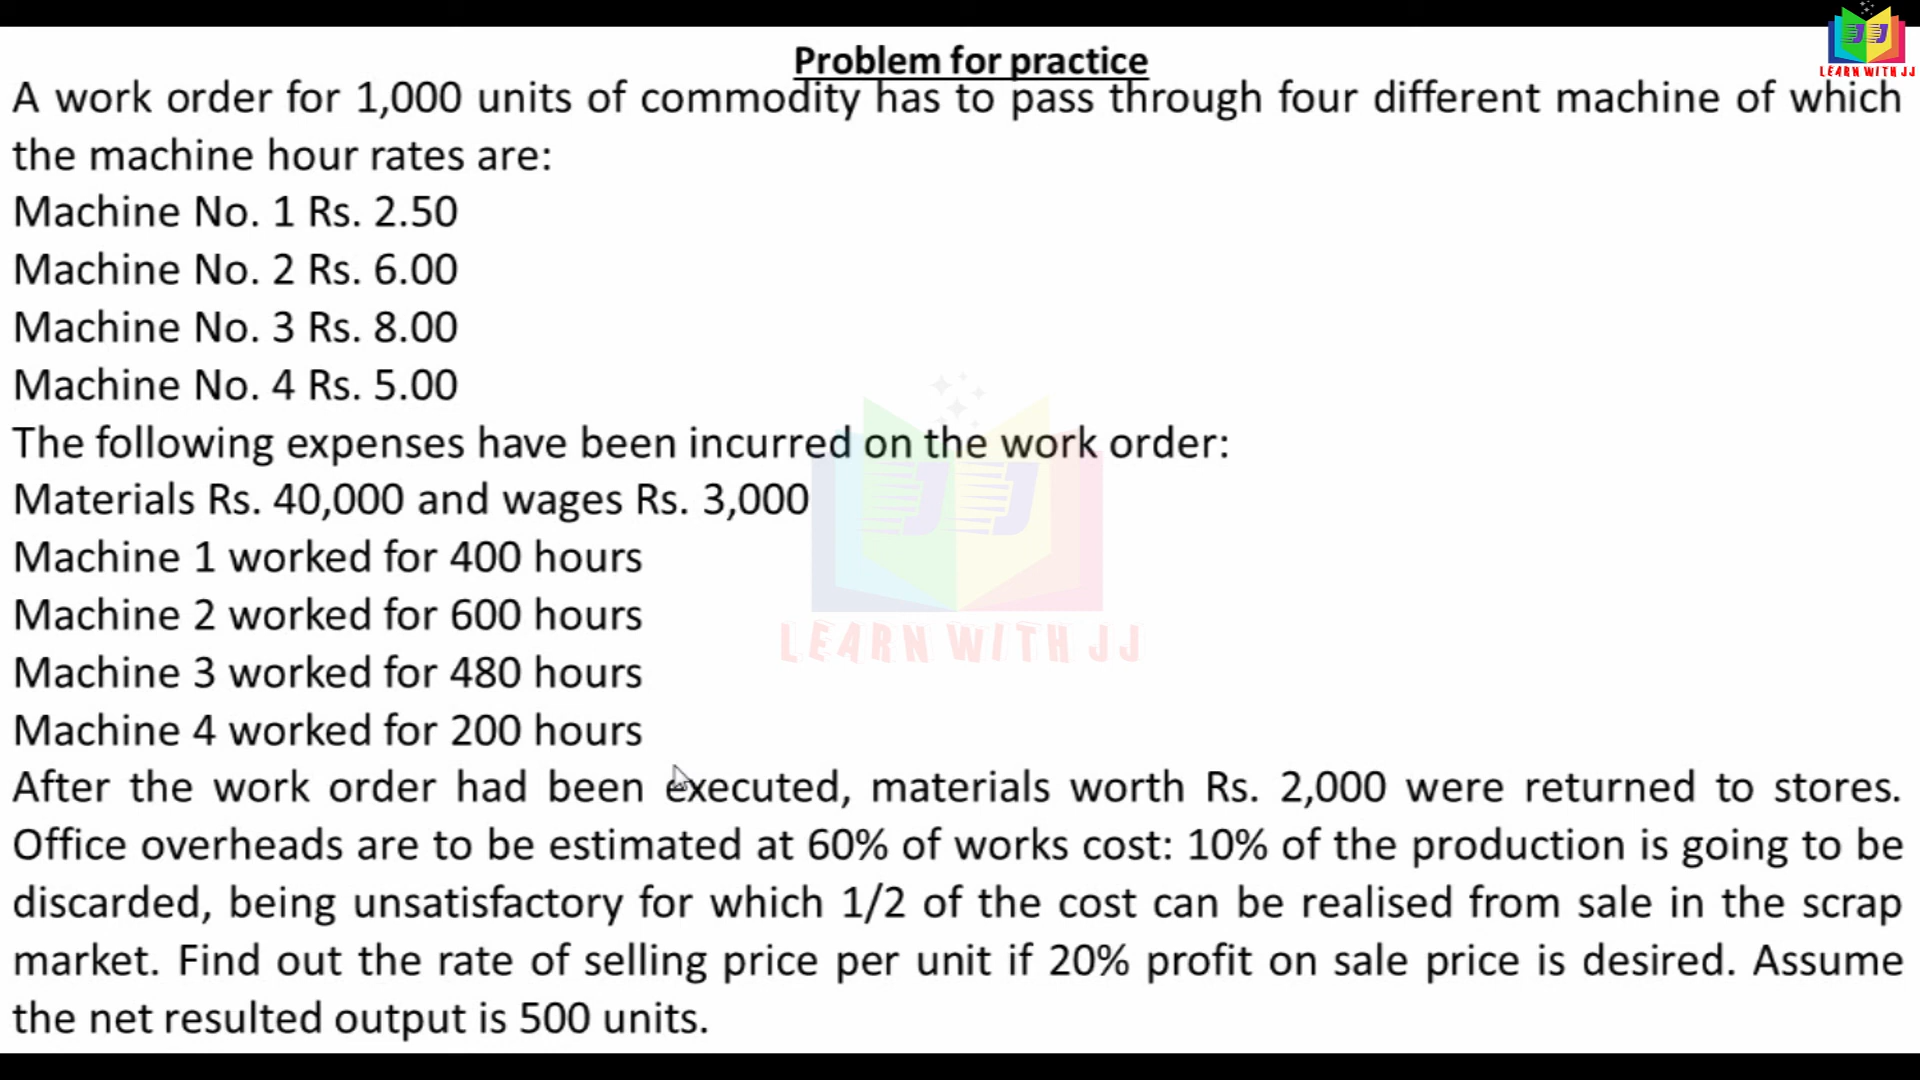 Problem for practice
LEARN WITH JJ
A work order for 1,000 units of commodity has to pass through four different machine of which
the machine hour rates are:
Machine No. 1 Rs. 2.50
Machine No. 2 Rs. 6.00
Machine No. 3 Rs. 8.00
Machine No. 4 Rs. 5.00
The following expenses have been incurred on the work order:
Materials Rs. 40,000 and wages Rs. 3,000
JJ
Machine 1 worked for 400 hours
Machine 2 worked for 600 hours
LEARN WITH JJ
Machine 3 worked for 480 hours
Machine 4 worked for 200 hours
After the work order had been executed, materials worth Rs. 2,000 were returned to stores.
Office overheads are to be estimated at 60% of works cost: 10% of the production is going to be
discarded, being unsatisfactory for which 1/2 of the cost can be realised from sale in the scrap
market. Find out the rate of selling price per unit if 20% profit on sale price is desired. Assume
the net resulted output is 500 units.